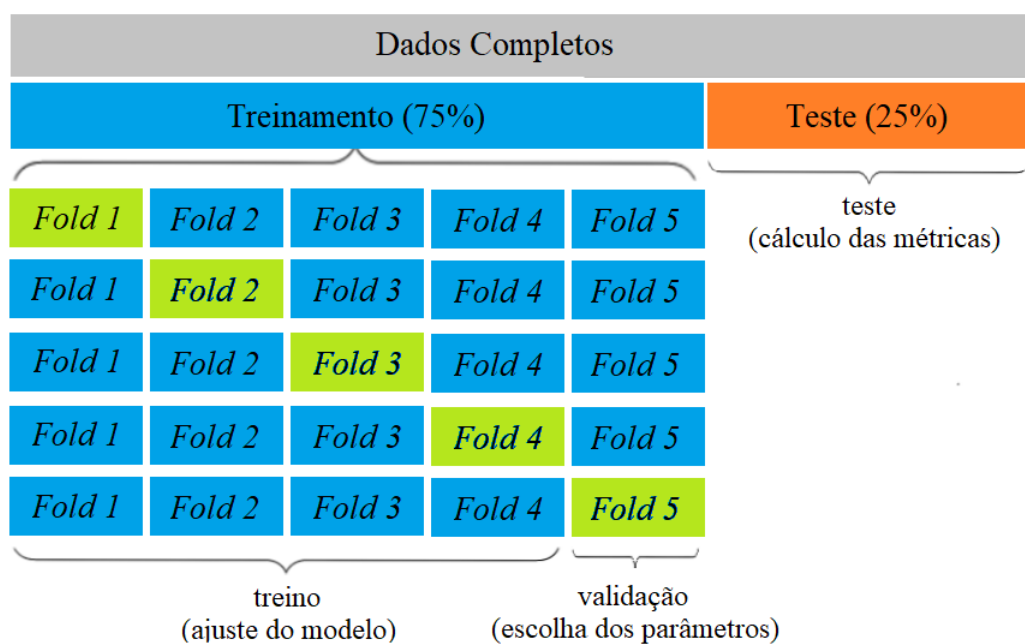 Dados Completos
Treinamento (75%)
Teste (25%)
Fold 1 Fold 2 Fold 3 Fold 4 Fold 5
Fold 1 Fold 2 Fold 3 Fold 4 Fold 5
Fold 1 Fold 2 Fold 3 Fold 4 Fold 5
Fold 1 Fold 2 Fold 3 Fold 4 Fold 5
Fold 1 Fold 2 Fold 3 Fold 4 Fold 5
teste
(cálculo das métricas)
treino
(ajuste do modelo)
validação
(escolha dos parâmetros)